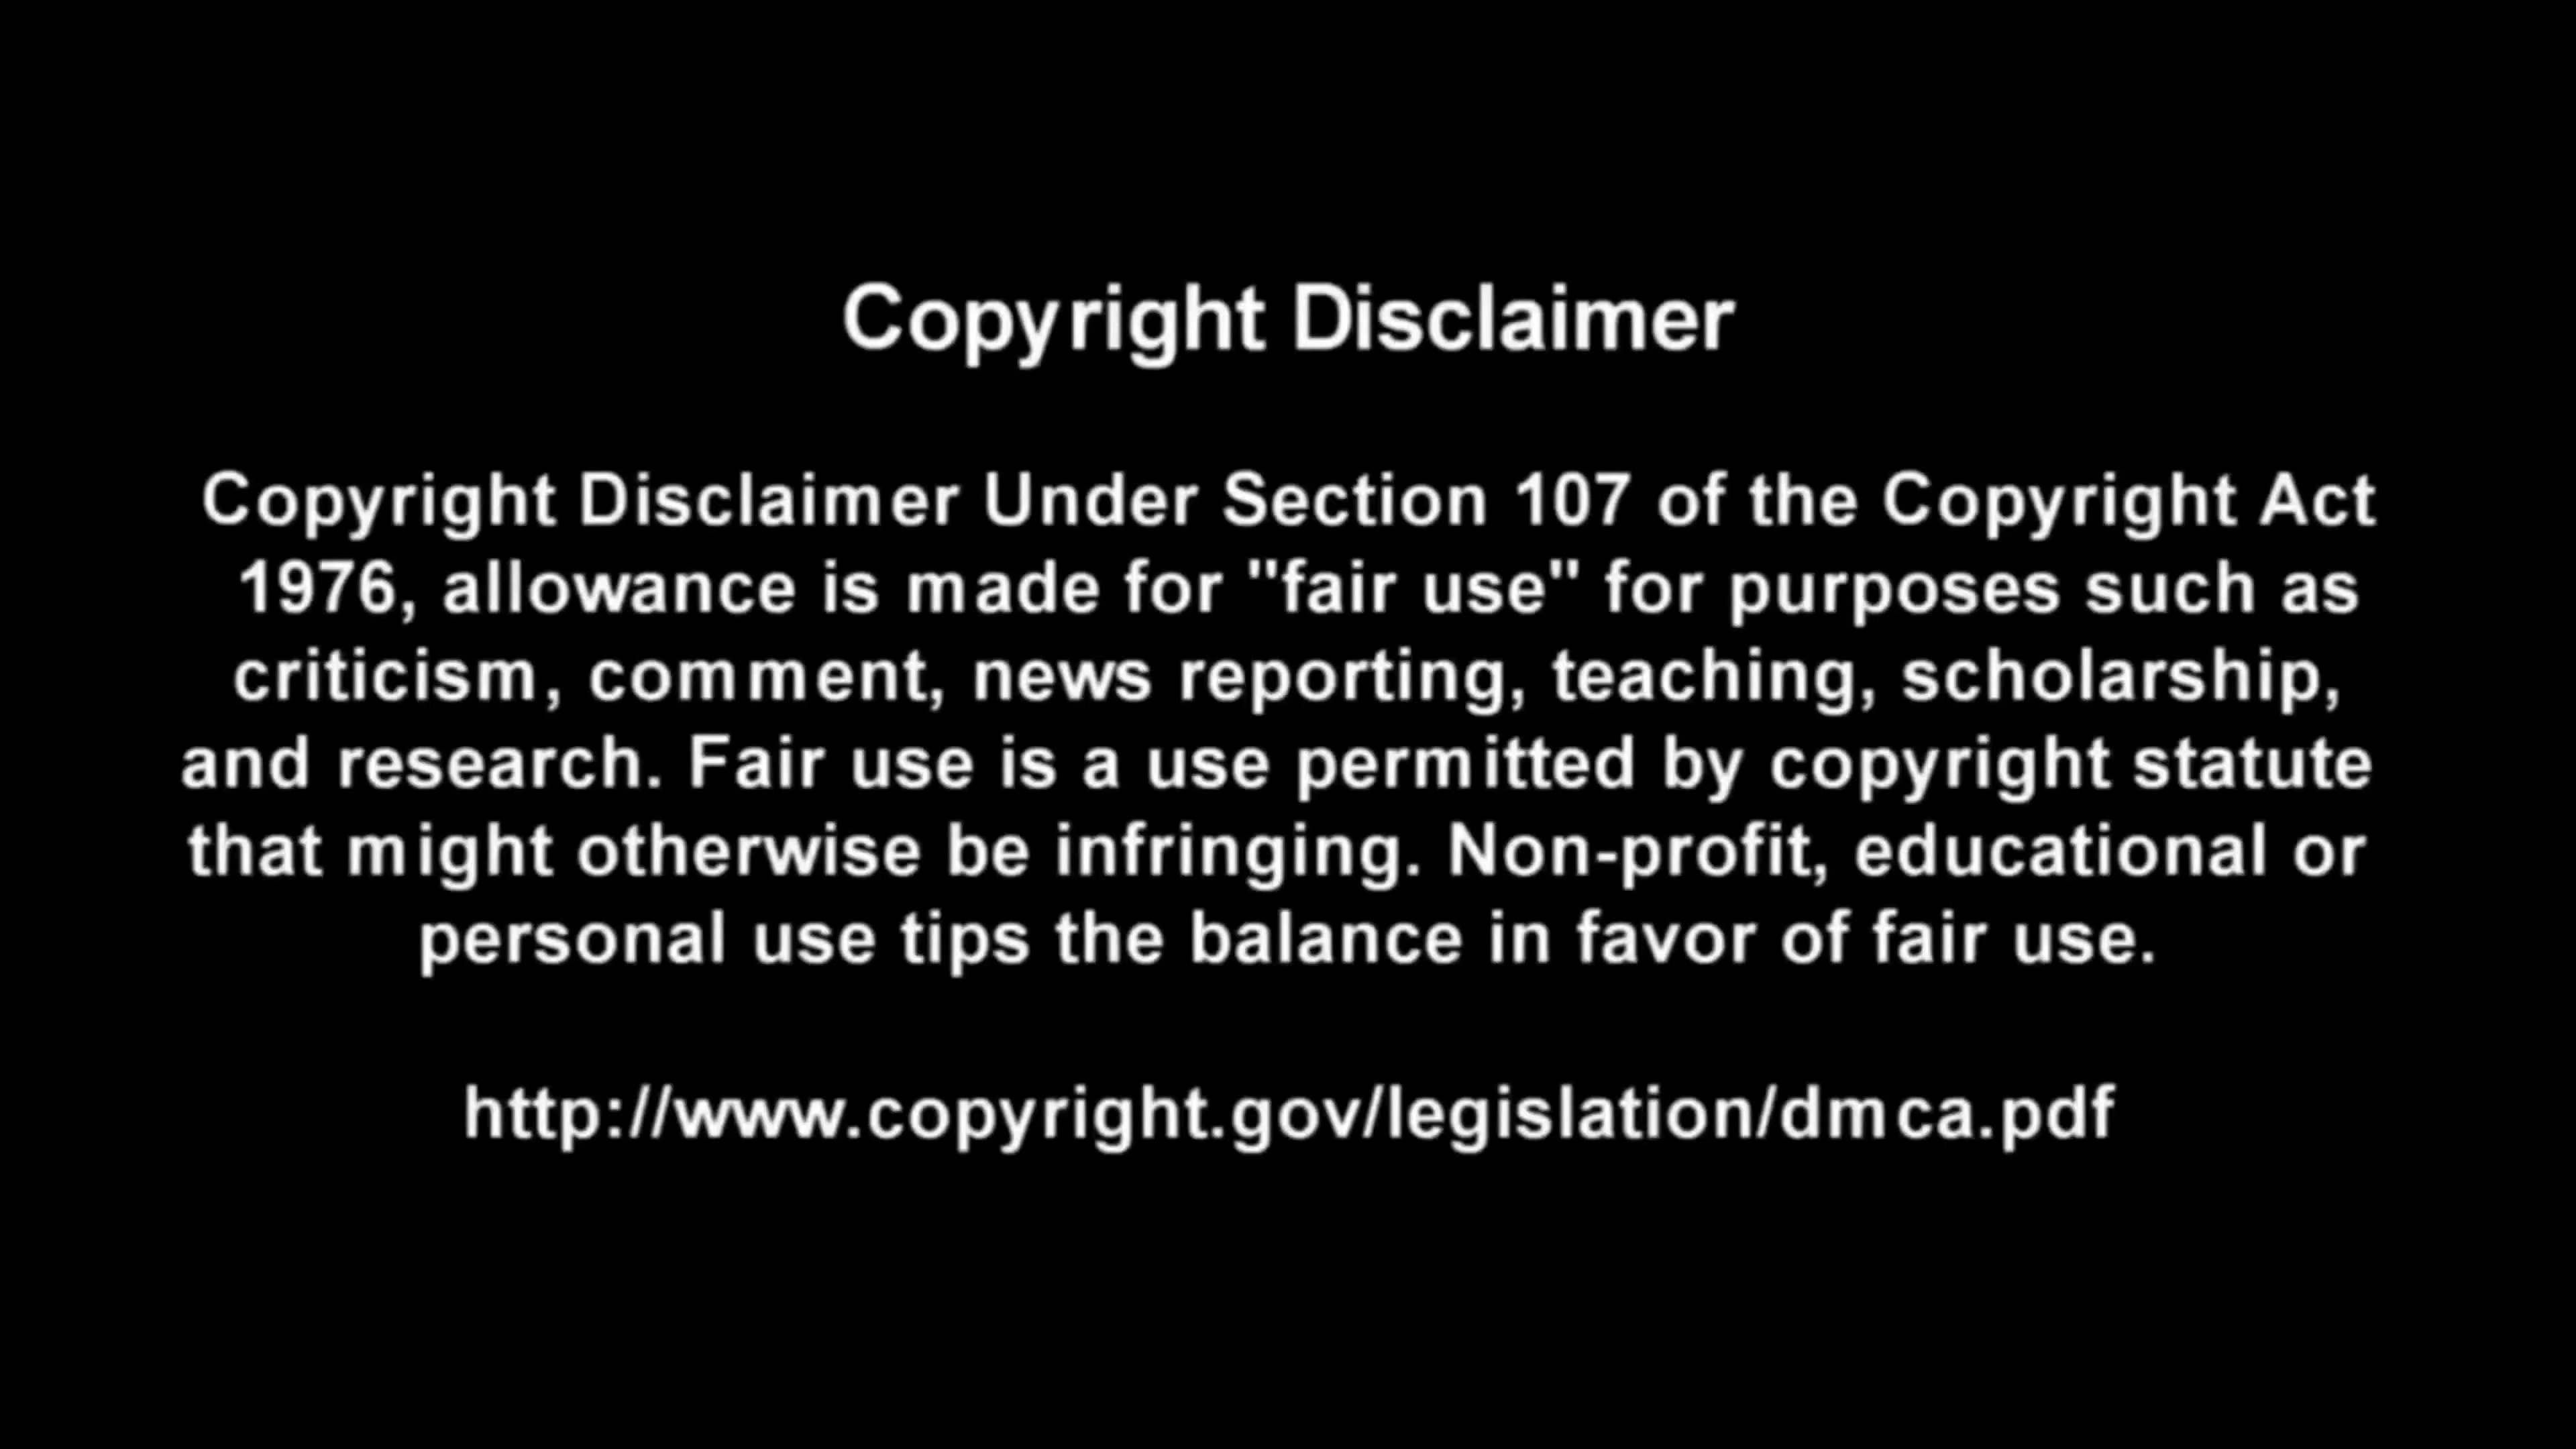 Copyright Disclaimer
Copyright Disclaimer Under Section 107 of the Copyright Act
1976, allowance is made for "fair use" for purposes such as
criticism, comment, news reporting, teaching, scholarship,
and research. Fair use is a use permitted by copyright statute
that might otherwise be infringing. Non-profit, educational or
personal use tips the balance in favor of fair use.
http://www.copyright.gov/legislation/dmca.pdf